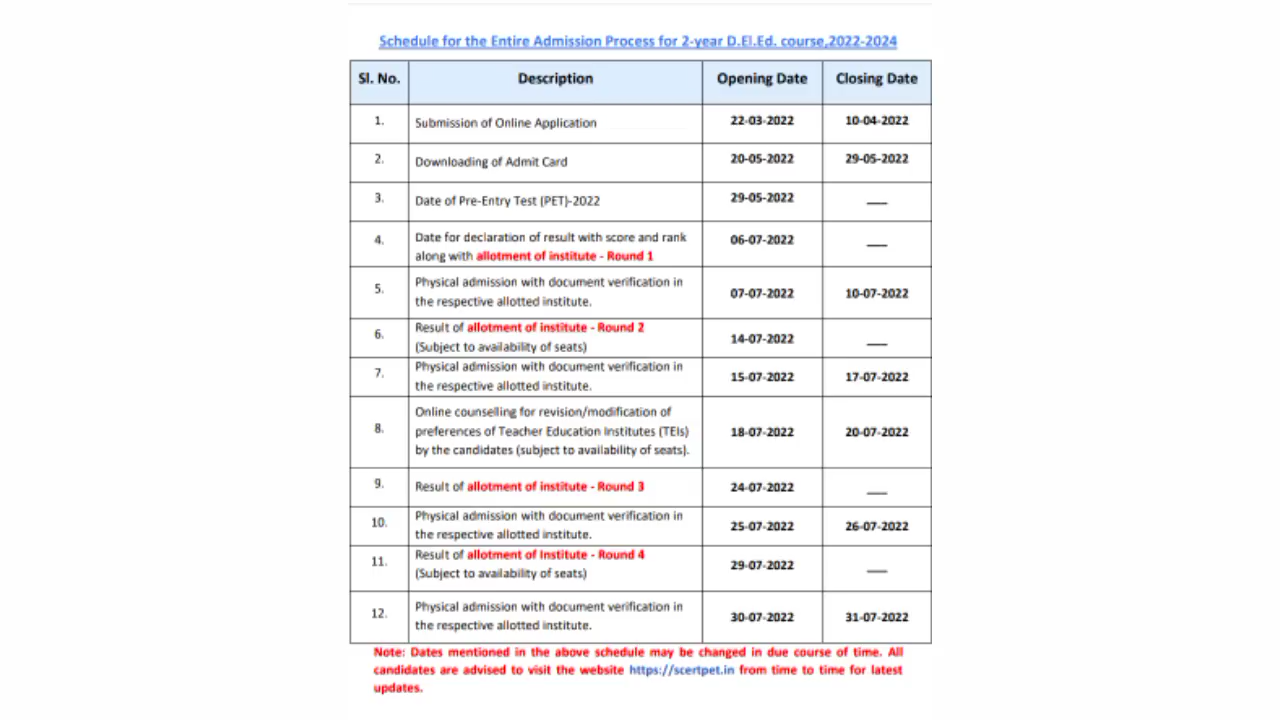 Schedule for the Entire Admission Process for 2-year D.El.Ed. course,2022-2024
Sl. No. Description Opening Date Closing Date
1. Submission of Online Application 22-03-2022 10-04-2022
2. Downloading of Admit Card 20-05-2022 29-05-2022
3. Date of Pre-Entry Test (PET)-2022 29-05-2022 ___
4. Date for declaration of result with score and rank
along with allotment of institute - Round 1 06-07-2022 ___
5. Physical admission with document verification in
the respective allotted institute. 07-07-2022 10-07-2022
6. Result of allotment of institute - Round 2
(Subject to availability of seats) 14-07-2022 ___
7. Physical admission with document verification in
the respective allotted institute. 15-07-2022 17-07-2022
8. Online counselling for revision/modification of
preferences of Teacher Education Institutes (TEIs)
by the candidates (subject to availability of seats). 18-07-2022 20-07-2022
9. Result of allotment of institute - Round 3 24-07-2022 ___
10. Physical admission with document verification in
the respective allotted institute. 25-07-2022 26-07-2022
11. Result of allotment of Institute - Round 4
(Subject to availability of seats) 29-07-2022 ___
12. Physical admission with document verification in
the respective allotted institute. 30-07-2022 31-07-2022
Note: Dates mentioned in the above schedule may be changed in due course of time. All
candidates are advised to visit the website https://scertpet.in from time to time for latest
updates.